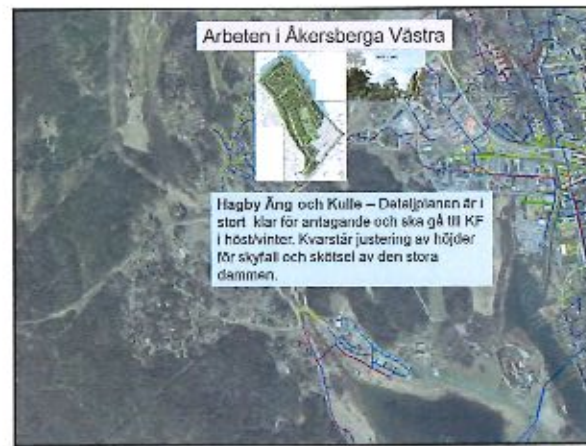 Arbeten i Åkersberga Västra
Hagby Äng och Kulle – Detaljplanen är i
stort klar för antagande och ska gå till KF
i höst/vinter. Kvarstår justering av höjder
för skyfall och skötsel av den stora
dammen.